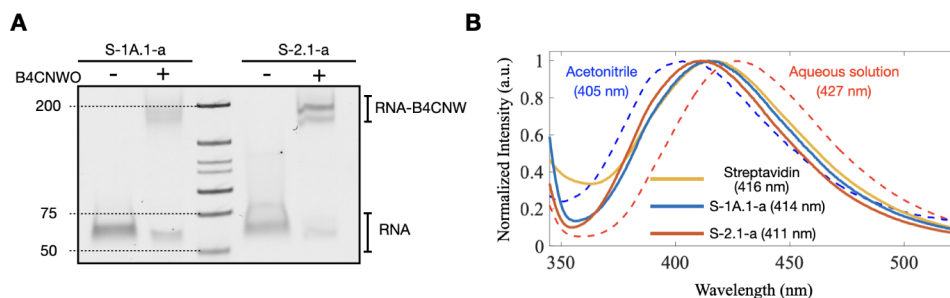 A
S-1A.1-a
S-2.1-a
B4CNWO
- + - +
200
75
50
RNA-B4CNW
RNA
B
Normalized Intensity (a.u.)
1
0.8
0.6
0.4
0.2
0
350
400
450
500
Wavelength (nm)
Acetonitrile
(405 nm)
Aqueous solution
(427 nm)
Streptavidin
(416 nm)
S-1A.1-a (414 nm)
S-2.1-a (411 nm)